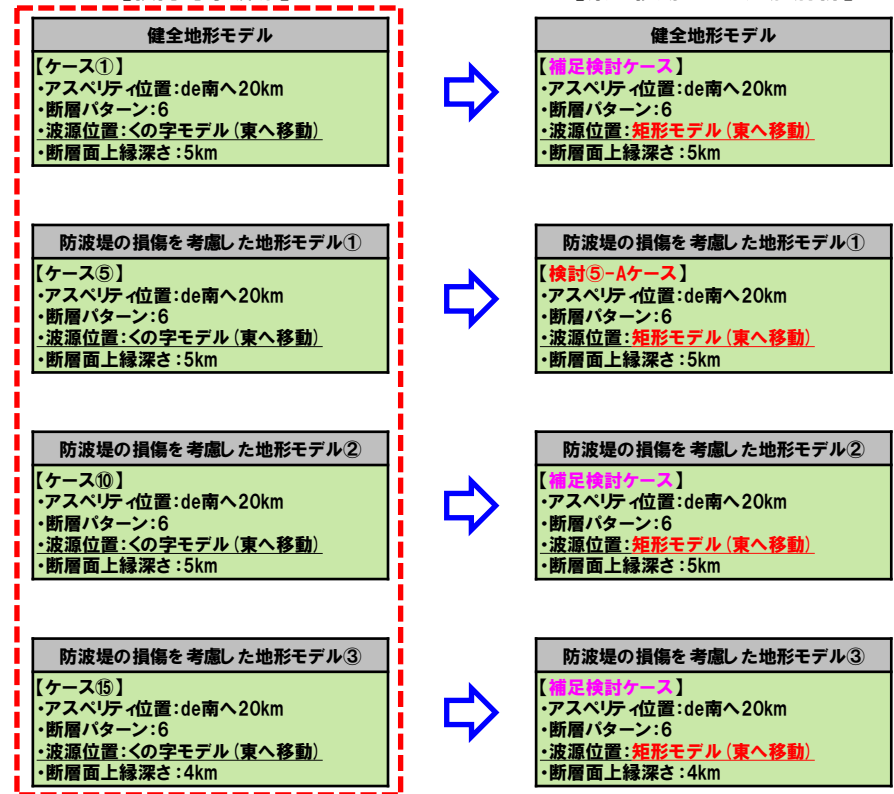 健全地形モデル
【ケース①】
・アスペリティ位置:de南へ20km
・断層パターン:6
・波源位置:くの字モデル(東へ移動)
・断層面上縁深さ:5km
健全地形モデル
【補足検討ケース】
・アスペリティ位置:de南へ20km
・断層パターン:6
・波源位置:矩形モデル(東へ移動)
・断層面上縁深さ:5km
防波堤の損傷を考慮した地形モデル①
【ケース⑤】
・アスペリティ位置:de南へ20km
・断層パターン:6
・波源位置:くの字モデル(東へ移動)
・断層面上縁深さ:5km
防波堤の損傷を考慮した地形モデル①
【検討⑤-Aケース】
・アスペリティ位置:de南へ20km
・断層パターン:6
・波源位置:矩形モデル(東へ移動)
・断層面上縁深さ:5km
防波堤の損傷を考慮した地形モデル②
【ケース⑩】
・アスペリティ位置:de南へ20km
・断層パターン:6
・波源位置:くの字モデル(東へ移動)
・断層面上縁深さ:5km
防波堤の損傷を考慮した地形モデル②
【補足検討ケース】
・アスペリティ位置:de南へ20km
・断層パターン:6
・波源位置:矩形モデル(東へ移動)
・断層面上縁深さ:5km
防波堤の損傷を考慮した地形モデル③
【ケース⑮】
・アスペリティ位置:de南へ20km
・断層パターン:6
・波源位置:くの字モデル(東へ移動)
・断層面上縁深さ:4km
防波堤の損傷を考慮した地形モデル③
【補足検討ケース】
・アスペリティ位置:de南へ20km
・断層パターン:6
・波源位置:矩形モデル(東へ移動)
・断層面上縁深さ:4km